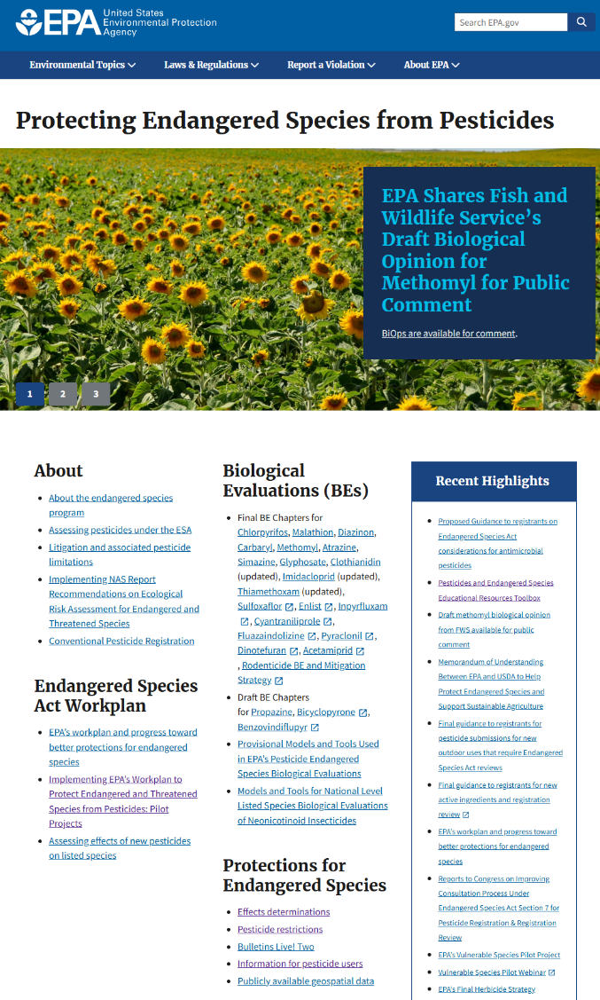 EPA United States
Environmental Protection
Agency
Search EPA.gov
Environmental Topics Laws & Regulations Report a Violation About EPA
Protecting Endangered Species from Pesticides
EPA Shares Fish and
Wildlife Service’s
Draft Biological
Opinion for
Methomyl for Public
Comment
BiOps are available for comment.
1 2 3
About
About the endangered species
program
Assessing pesticides under the ESA
Litigation and associated pesticide
limitations
Implementing NAS Report
Recommendations on Ecological
Risk Assessment for Endangered and
Threatened Species
Conventional Pesticide Registration
Endangered Species
Act Workplan
EPA's workplan and progress toward
better protections for endangered
species
Implementing EPA's Workplan to
Protect Endangered and Threatened
Species from Pesticides: Pilot
Projects
Assessing effects of new pesticides
on listed species
Biological
Evaluations (BEs)
Final BE Chapters for
Chlorpyrifos, Malathion, Diazinon,
Carbaryl, Methomyl, Atrazine,
Simazine, Glyphosate, Clothianidin
(updated), Imidacloprid (updated),
Thiamethoxam (updated),
Sulfoxaflor, Enlist, Inpyrfluxam
, Cyantraniliprole,
Fluazaindolizine, Pyraclonil,
Dinotefuran, Acetamiprid
, Rodenticide BE and Mitigation
Strategy
Draft BE Chapters
for Propazine, Bicyclopyrone,
Benzovindiflupyr
Provisional Models and Tools Used
in EPA's Pesticide Endangered
Species Biological Evaluations
Models and Tools for National Level
Listed Species Biological Evaluations
of Neonicotinoid Insecticides
Protections for
Endangered Species
Effects determinations
Pesticide restrictions
Bulletins Live! Two
Information for pesticide users
Publicly available geospatial data
Recent Highlights
Proposed Guidance to registrants on
Endangered Species Act
considerations for antimicrobial
pesticides
Pesticides and Endangered Species
Educational Resources Toolbox
Draft methomyl biological opinion
from FWS available for public
comment
Memorandum of Understanding
Between EPA and USDA to Help
Protect Endangered Species and
Support Sustainable Agriculture
Final guidance to registrants for
pesticide submissions for new
outdoor uses that require Endangered
Species Act reviews
Final guidance to registrants for new
active ingredients and registration
review
EPA's workplan and progress toward
better protections for endangered
species
Reports to Congress on Improving
Consultation Process Under
Endangered Species Act Section 7 for
Pesticide Registration & Registration
Review
EPA's Vulnerable Species Pilot Project
Vulnerable Species Pilot Webinar
EPA's Final Herbicide Strategy